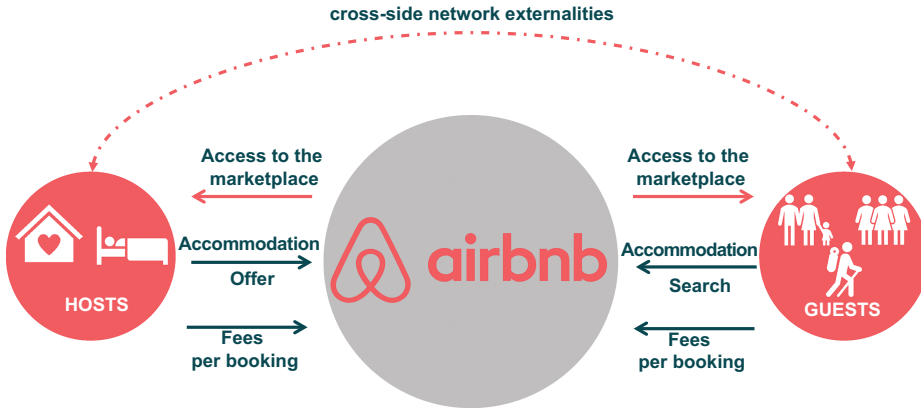 cross-side network externalities
Access to the
marketplace
Accommodation
Offer
Fees
per booking
HOSTS
airbnb
Access to the
marketplace
Accommodation
Search
Fees
per booking
GUESTS